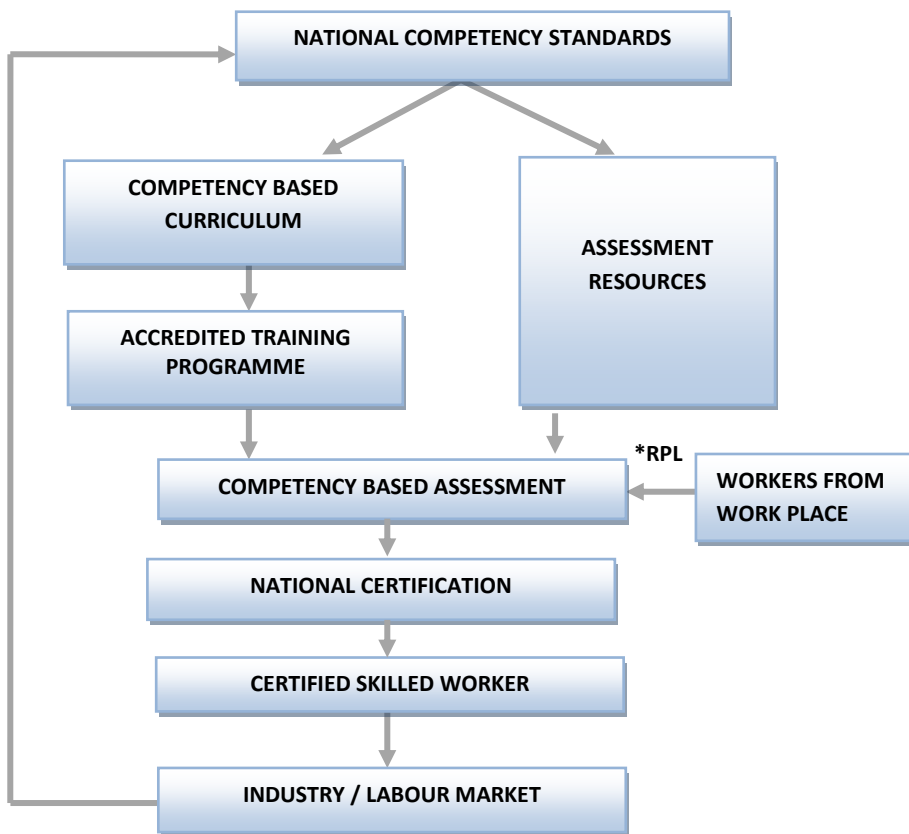 NATIONAL COMPETENCY STANDARDS
COMPETENCY BASED
CURRICULUM
ASSESSMENT
RESOURCES
ACCREDITED TRAINING
PROGRAMME
*RPL
COMPETENCY BASED ASSESSMENT
WORKERS FROM
WORK PLACE
NATIONAL CERTIFICATION
CERTIFIED SKILLED WORKER
INDUSTRY / LABOUR MARKET